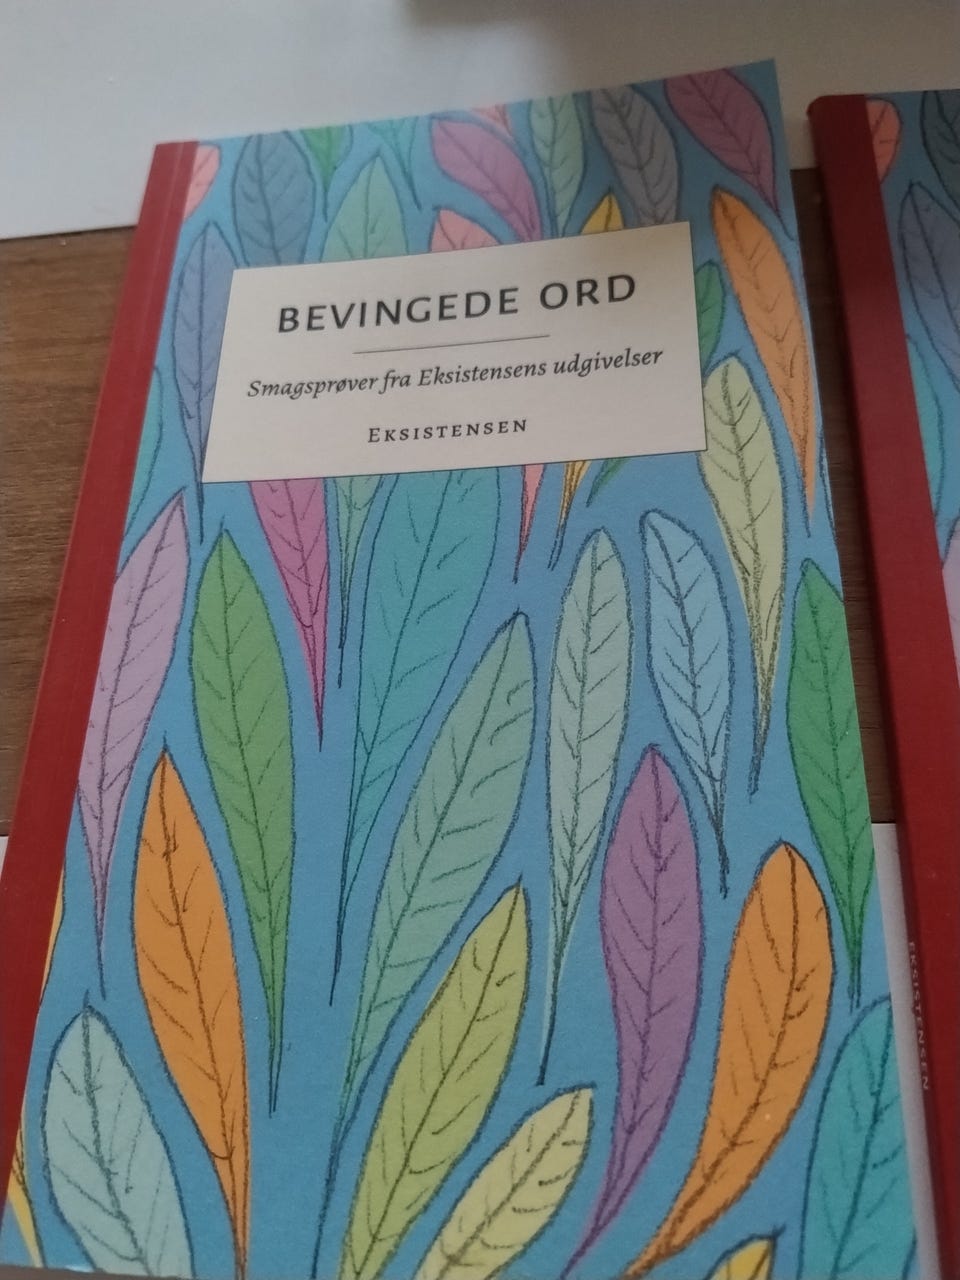 BEVINGEDE ORD
Smagsprøver fra Eksistensens udgivelser
EKSISTENSEN
EKSISTENSEN